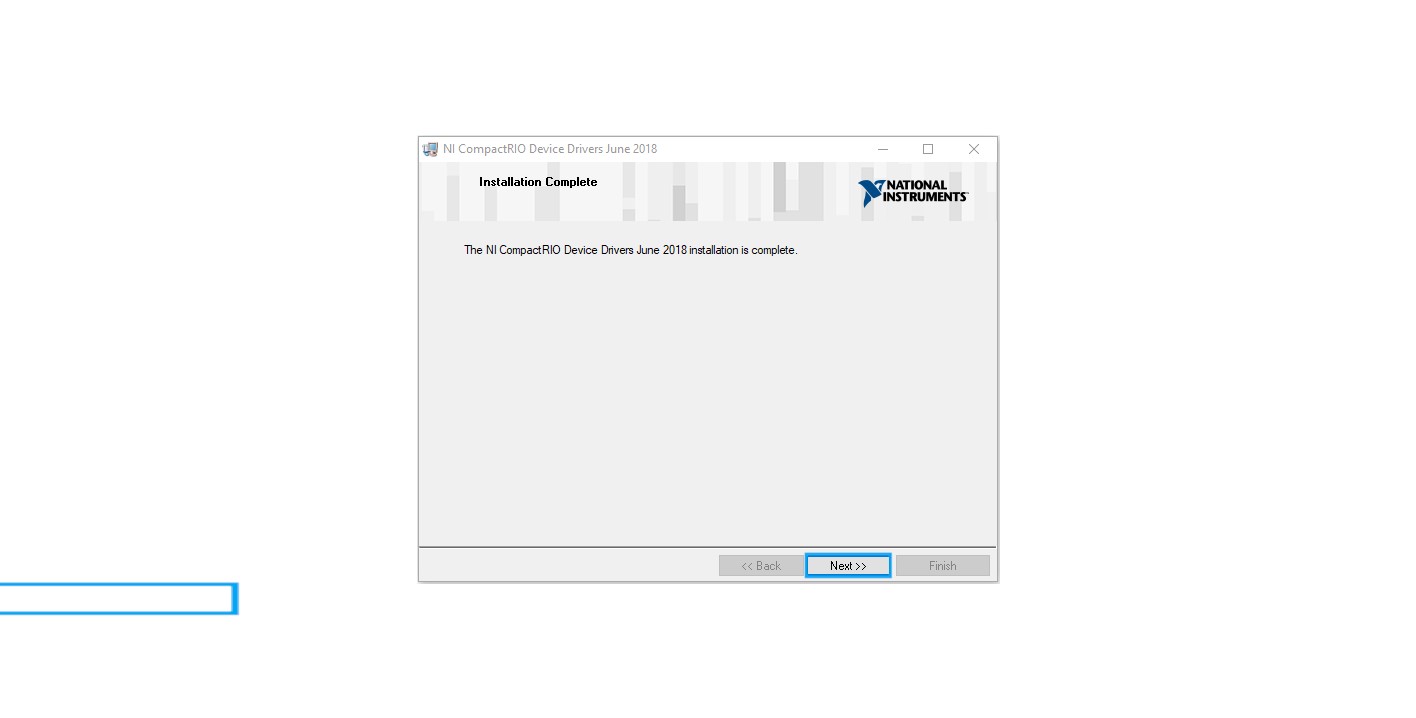 NI CompactRIO Device Drivers June 2018
Installation Complete
NATIONAL
INSTRUMENTS™
The NI CompactRIO Device Drivers June 2018 installation is complete.
<< Back
Next >>
Finish